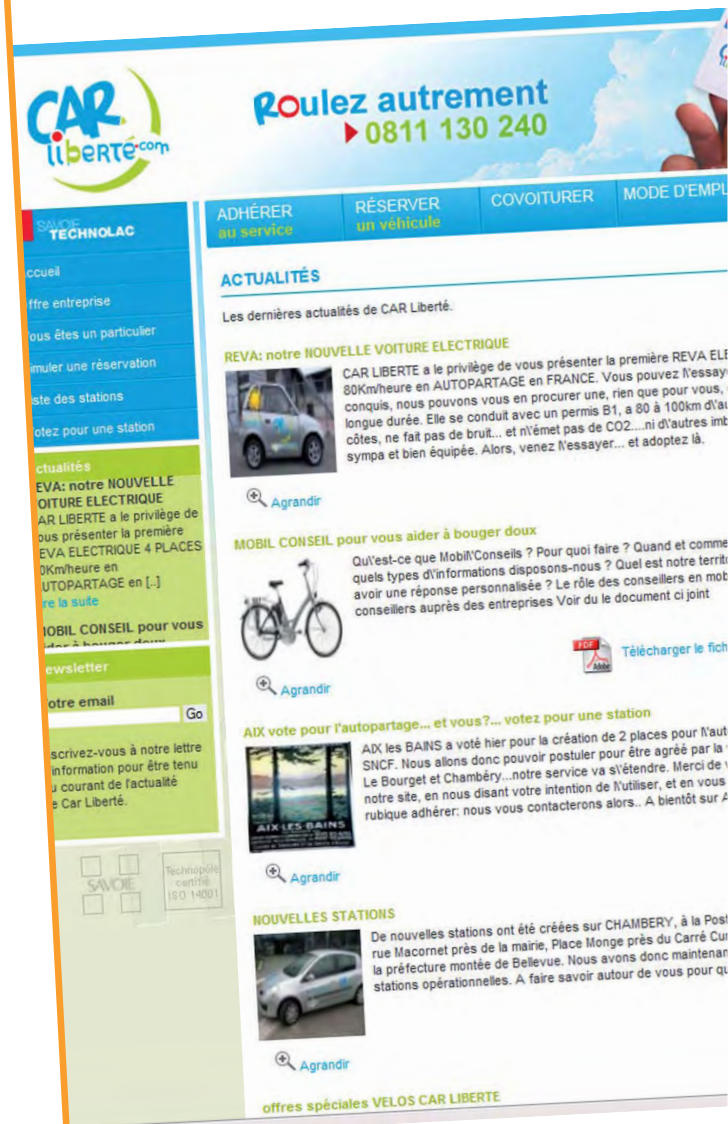 CAR
liberté.com
Roulez autrement
0811 130 240
SAVOIE
TECHNOLAC
ADHÉRER
au service
RÉSERVER
un véhicule
COVOITURER
MODE D'EMPL
ccueil
ffre entreprise
ous êtes un particulier
imuler une réservation
iste des stations
otez pour une station
ctualités
EVA: notre NOUVELLE
OITURE ELECTRIQUE
AR LIBERTE a le privilège de
ous présenter la première
EVA ELECTRIQUE 4 PLACES
0Km/heure en
UTOPARTAGE en [..]
re la suite
MOBIL CONSEIL pour vous
aider à bouger doux
ewsletter
otre email
Go
scrivez-vous à notre lettre
information pour être tenu
u courant de l'actualité
e Car Liberté.
SAVOIE
Technopôle
certifié
ISO 14001
ACTUALITÉS
Les dernières actualités de CAR Liberté.
REVA: notre NOUVELLE VOITURE ELECTRIQUE
CAR LIBERTE a le privilège de vous présenter la première REVA ELE
80Km/heure en AUTOPARTAGE en FRANCE. Vous pouvez l\'essaye
conquis, nous pouvons vous en procurer une, rien que pour vous,
longue durée. Elle se conduit avec un permis B1, a 80 à 100km d\'au
côtes, ne fait pas de bruit... et n\'émet pas de CO2....ni d\'autres imb
sympa et bien équipée. Alors, venez l\'essayer... et adoptez là.
Agrandir
MOBIL CONSEIL pour vous aider à bouger doux
Qu\'est-ce que Mobil\'Conseils ? Pour quoi faire ? Quand et comme
quels types d\'informations disposons-nous ? Quel est notre territo
avoir une réponse personnalisée ? Le rôle des conseillers en mob
conseillers auprès des entreprises Voir du le document ci joint
PDF
Adobe
Télécharger le fich
Agrandir
AIX vote pour l'autopartage... et vous?... votez pour une station
AIX les BAINS a voté hier pour la création de 2 places pour l\'aut
SNCF. Nous allons donc pouvoir postuler pour être agréé par la
Le Bourget et Chambéry...notre service va s\'étendre. Merci de v
notre site, en nous disant votre intention de l\'utiliser, et en vous
rubique adhérer: nous vous contacterons alors.. A bientôt sur A
AIX-LES-BAINS
Agrandir
NOUVELLES STATIONS
De nouvelles stations ont été créées sur CHAMBERY, à la Post
rue Macornet près de la mairie, Place Monge près du Carré Cur
la préfecture montée de Bellevue. Nous avons donc maintenan
stations opérationnelles. A faire savoir autour de vous pour qu
Agrandir
offres spéciales VELOS CAR LIBERTE